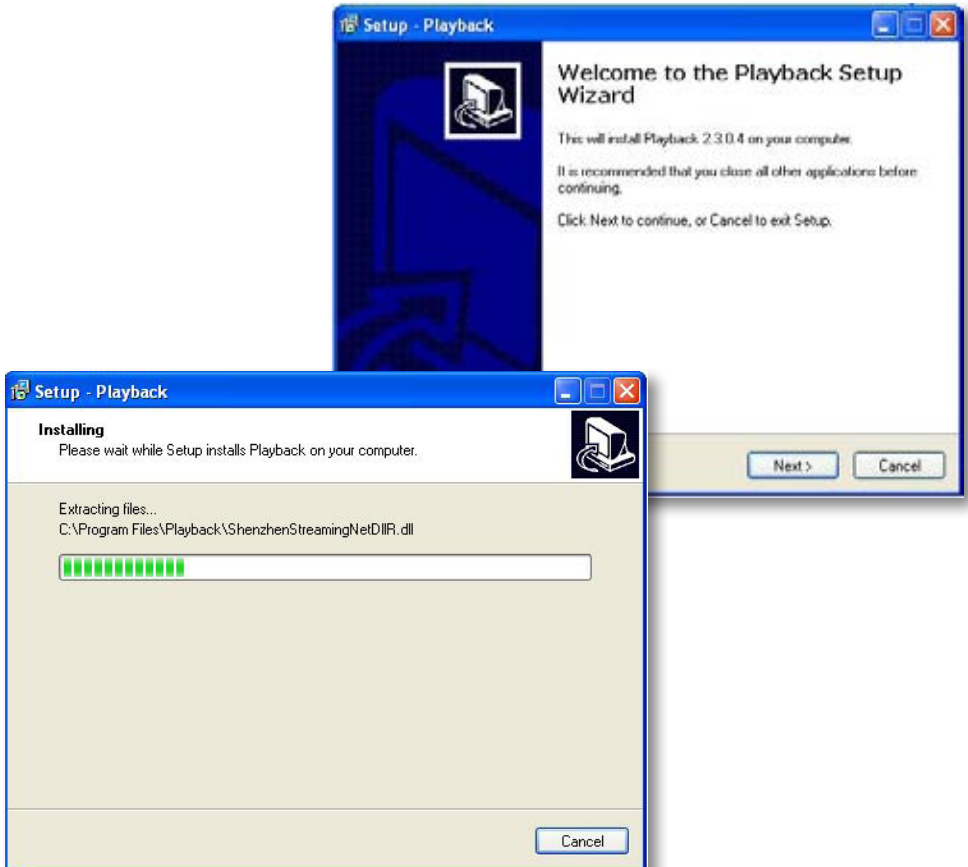 Setup - Playback
Welcome to the Playback Setup
Wizard
This will install Playback 2.3.0.4 on your computer.
It is recommended that you close all other applications before
continuing.
Click Next to continue, or Cancel to exit Setup.
Next >
Cancel
Setup - Playback
Installing
Please wait while Setup installs Playback on your computer.
Extracting files...
C:\Program Files\Playback\ShenzhenStreamingNetDllR.dll
Cancel